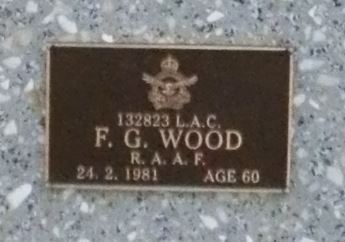 132823 L.A.C.
F. G. WOOD
R. A. A. F.
24. 2. 1981 AGE 60